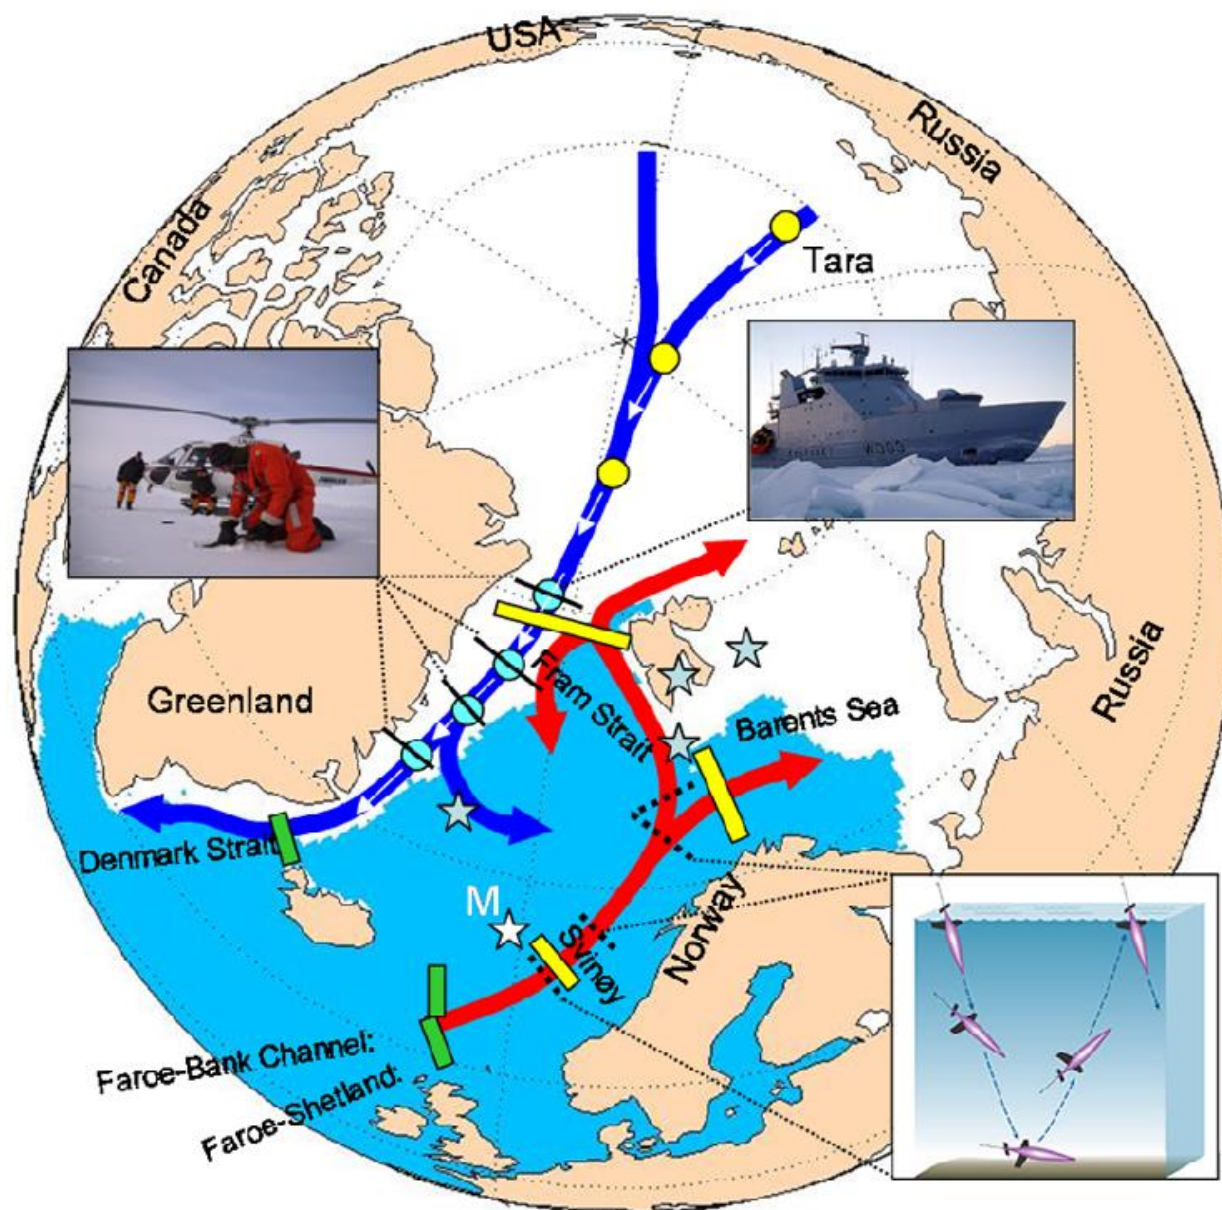 USA
Russia
Canada
Tara
W303
Greenland
Fram Strait
Barents Sea
Russia
Denmark Strait
M
Svinøy
Norway
Faroe-Bank Channel:
Faroe-Shetland: